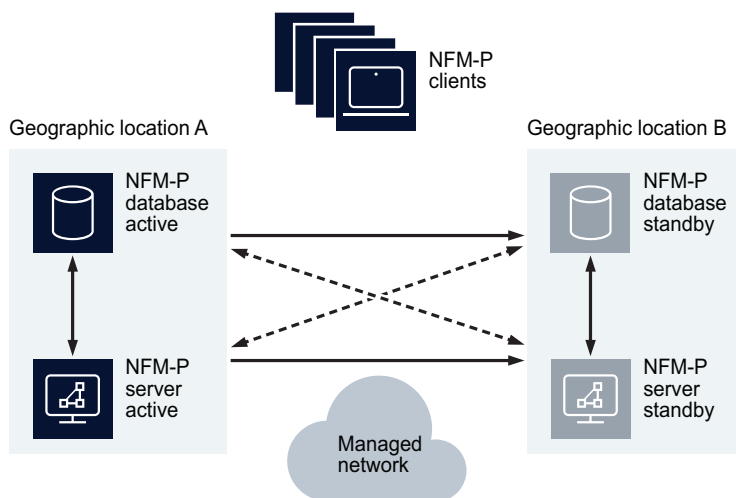 NFM-P
clients
Geographic location A
Geographic location B
NFM-P
database
active
NFM-P
database
standby
NFM-P
server
active
NFM-P
server
standby
Managed
network